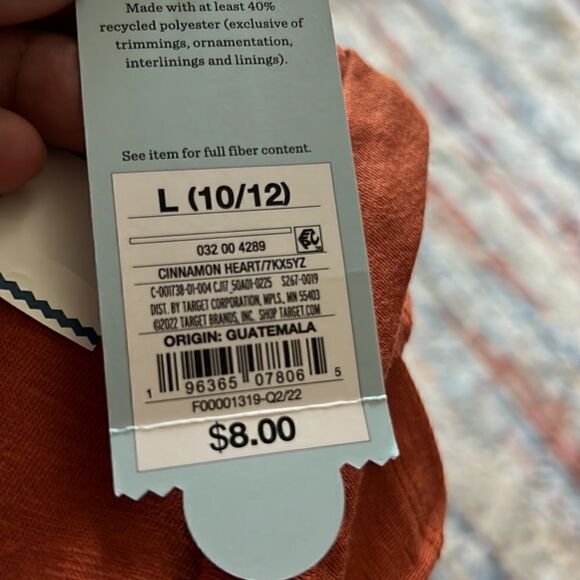 Made with at least 40%
recycled polyester (exclusive of
trimmings, ornamentation,
interlinings and linings).
See item for full fiber content.
L (10/12)
032 00 4289
CINNAMON HEART/7KX5YZ
C-001738-01-004 CJ17_50A01-0225 S267-0019
DIST. BY TARGET CORPORATION, MPLS., MN 55403
©2022 TARGET BRANDS, INC. SHOP TARGET.COM
ORIGIN: GUATEMALA
1 96365 07806 5
F00001319-Q2/22
$8.00